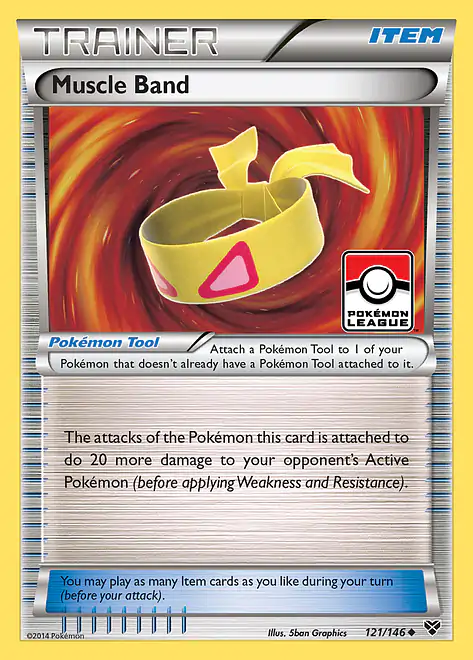 TRAINER
ITEM
Muscle Band
POKÉMON
LEAGUE
Pokémon Tool
Attach a Pokémon Tool to 1 of your
Pokémon that doesn't already have a Pokémon Tool attached to it.
The attacks of the Pokémon this card is attached to
do 20 more damage to your opponent's Active
Pokémon (before applying Weakness and Resistance).
You may play as many Item cards as you like during your turn
(before your attack).
©2014 Pokémon
Illus. 5ban Graphics
121/146
XY